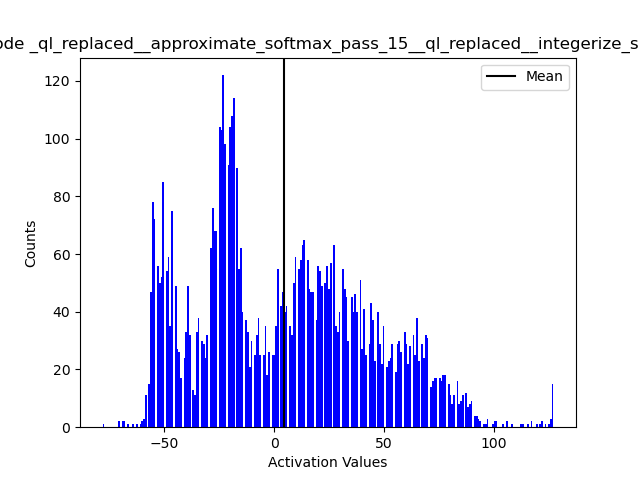 ode _ql_replaced__approximate_softmax_pass_15__ql_replaced__integerize_s
Mean
120
100
80
60
40
20
0
Counts
−50
0
50
100
Activation Values